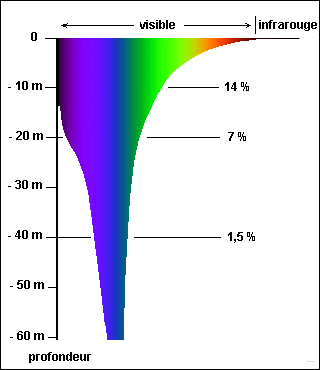 visible infrarouge
0
- 10 m 14 %
- 20 m 7 %
- 30 m
- 40 m 1,5 %
- 50 m
- 60 m
profondeur